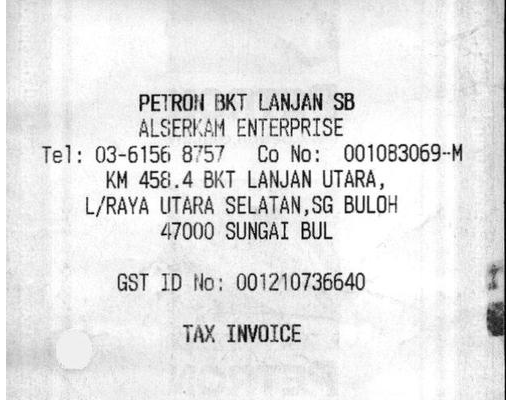 PETRON BKT LANJAN SB
ALSERKAM ENTERPRISE
Tel: 03-6156 8757 Co No: 001083069-M
KM 458.4 BKT LANJAN UTARA,
L/RAYA UTARA SELATAN,SG BULOH
47000 SUNGAI BUL
GST ID No: 001210736640
TAX INVOICE